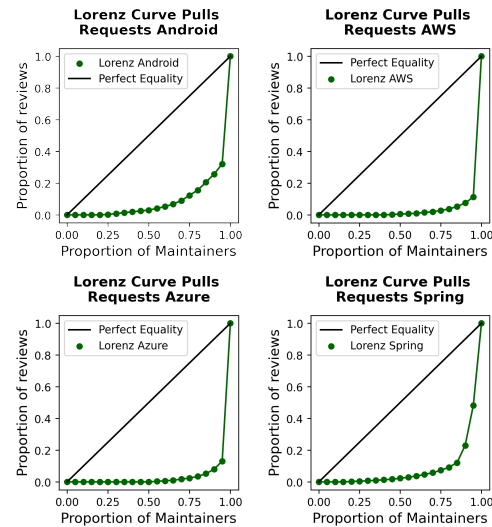 Lorenz Curve Pulls
Requests Android
Lorenz Android
Perfect Equality
Proportion of reviews
1.0
0.8
0.6
0.4
0.2
0.0
0.00 0.25 0.50 0.75 1.00
Proportion of Maintainers
Lorenz Curve Pulls
Requests AWS
Perfect Equality
Lorenz AWS
Proportion of reviews
1.0
0.8
0.6
0.4
0.2
0.0
0.00 0.25 0.50 0.75 1.00
Proportion of Maintainers
Lorenz Curve Pulls
Requests Azure
Perfect Equality
Lorenz Azure
Proportion of reviews
1.0
0.8
0.6
0.4
0.2
0.0
0.00 0.25 0.50 0.75 1.00
Proportion of Maintainers
Lorenz Curve Pulls
Requests Spring
Perfect Equality
Lorenz Spring
Proportion of reviews
1.0
0.8
0.6
0.4
0.2
0.0
0.00 0.25 0.50 0.75 1.00
Proportion of Maintainers